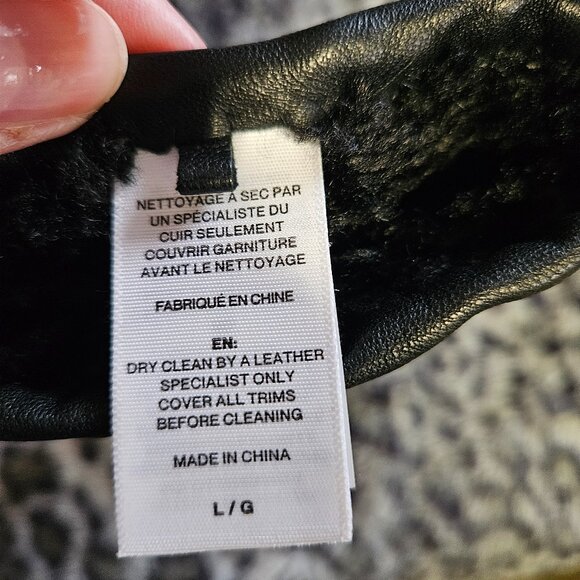 NETTOYAGE À SEC PAR
UN SPÉCIALISTE DU
CUIR SEULEMENT
COUVRIR GARNITURE
AVANT LE NETTOYAGE
FABRIQUÉ EN CHINE
EN:
DRY CLEAN BY A LEATHER
SPECIALIST ONLY
COVER ALL TRIMS
BEFORE CLEANING
MADE IN CHINA
L / G